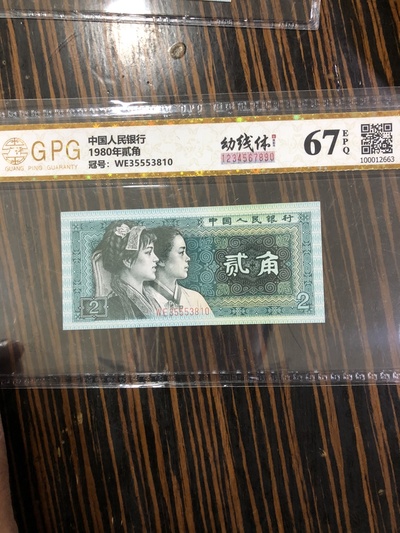 GPG
GUANG PING GUARANTY
中国人民银行
1980年贰角
冠号：WE35553810
幼线体
1234567890
67 EPQ
100012663
中国人民银行
贰角
2
2
WE35553810